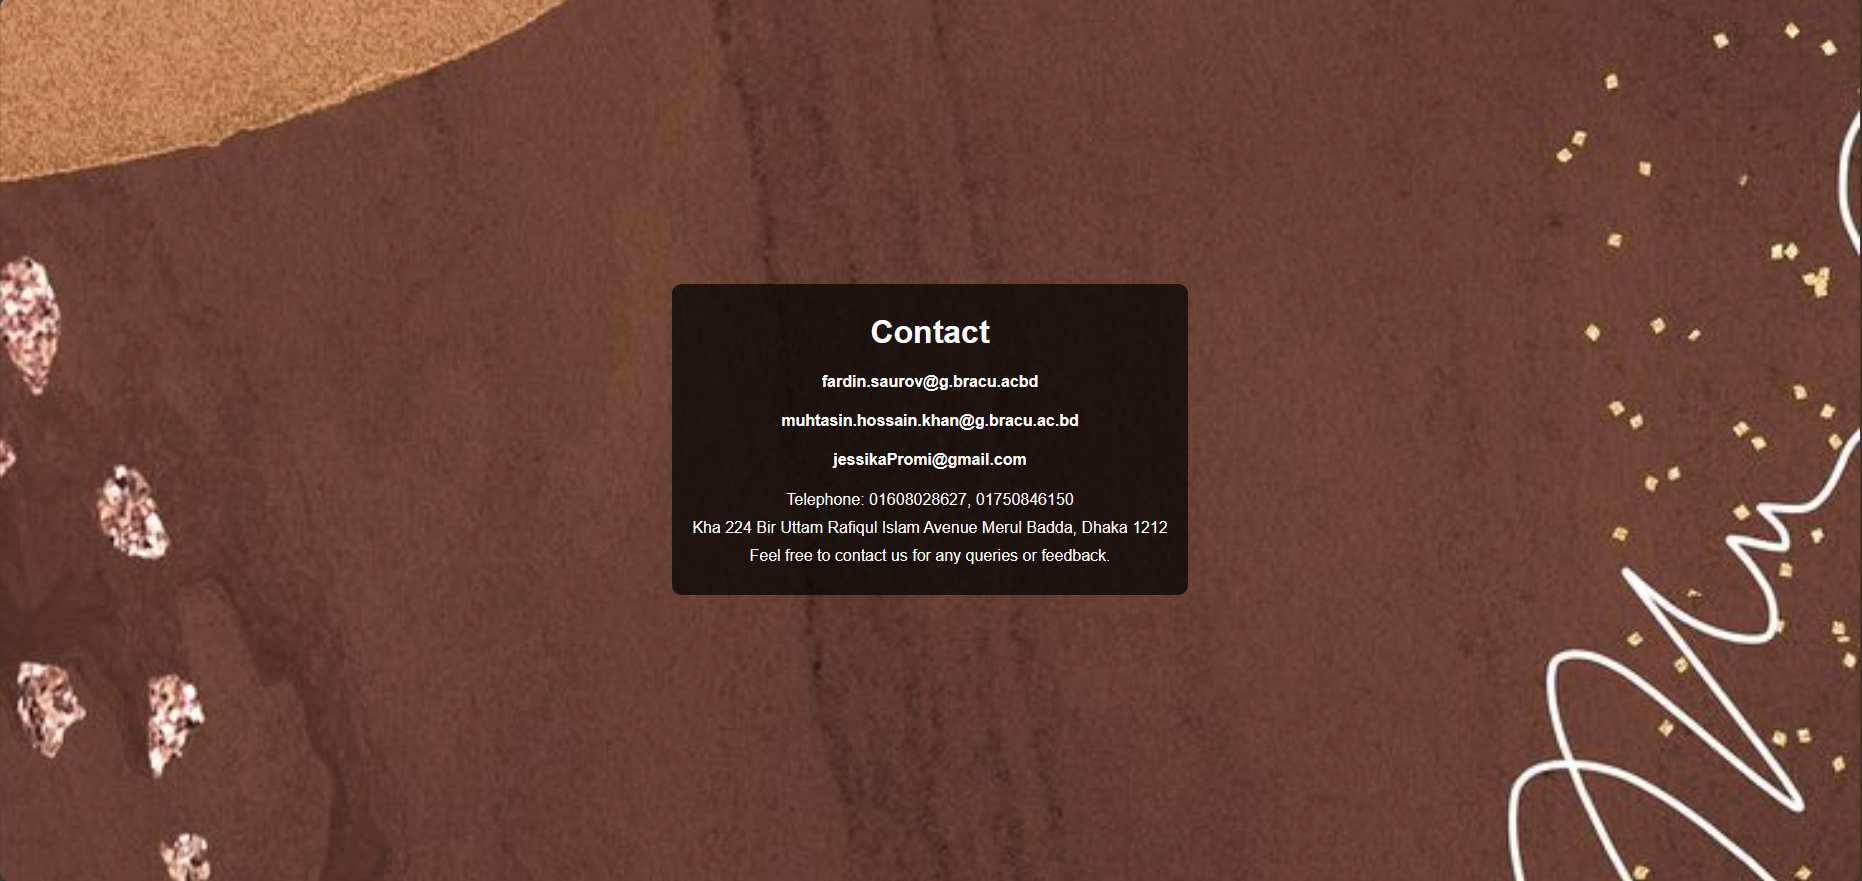 Contact
fardin.saurov@g.bracu.acbd
muhtasin.hossain.khan@g.bracu.ac.bd
jessikaPromi@gmail.com
Telephone: 01608028627, 01750846150
Kha 224 Bir Uttam Rafiqul Islam Avenue Merul Badda, Dhaka 1212
Feel free to contact us for any queries or feedback.